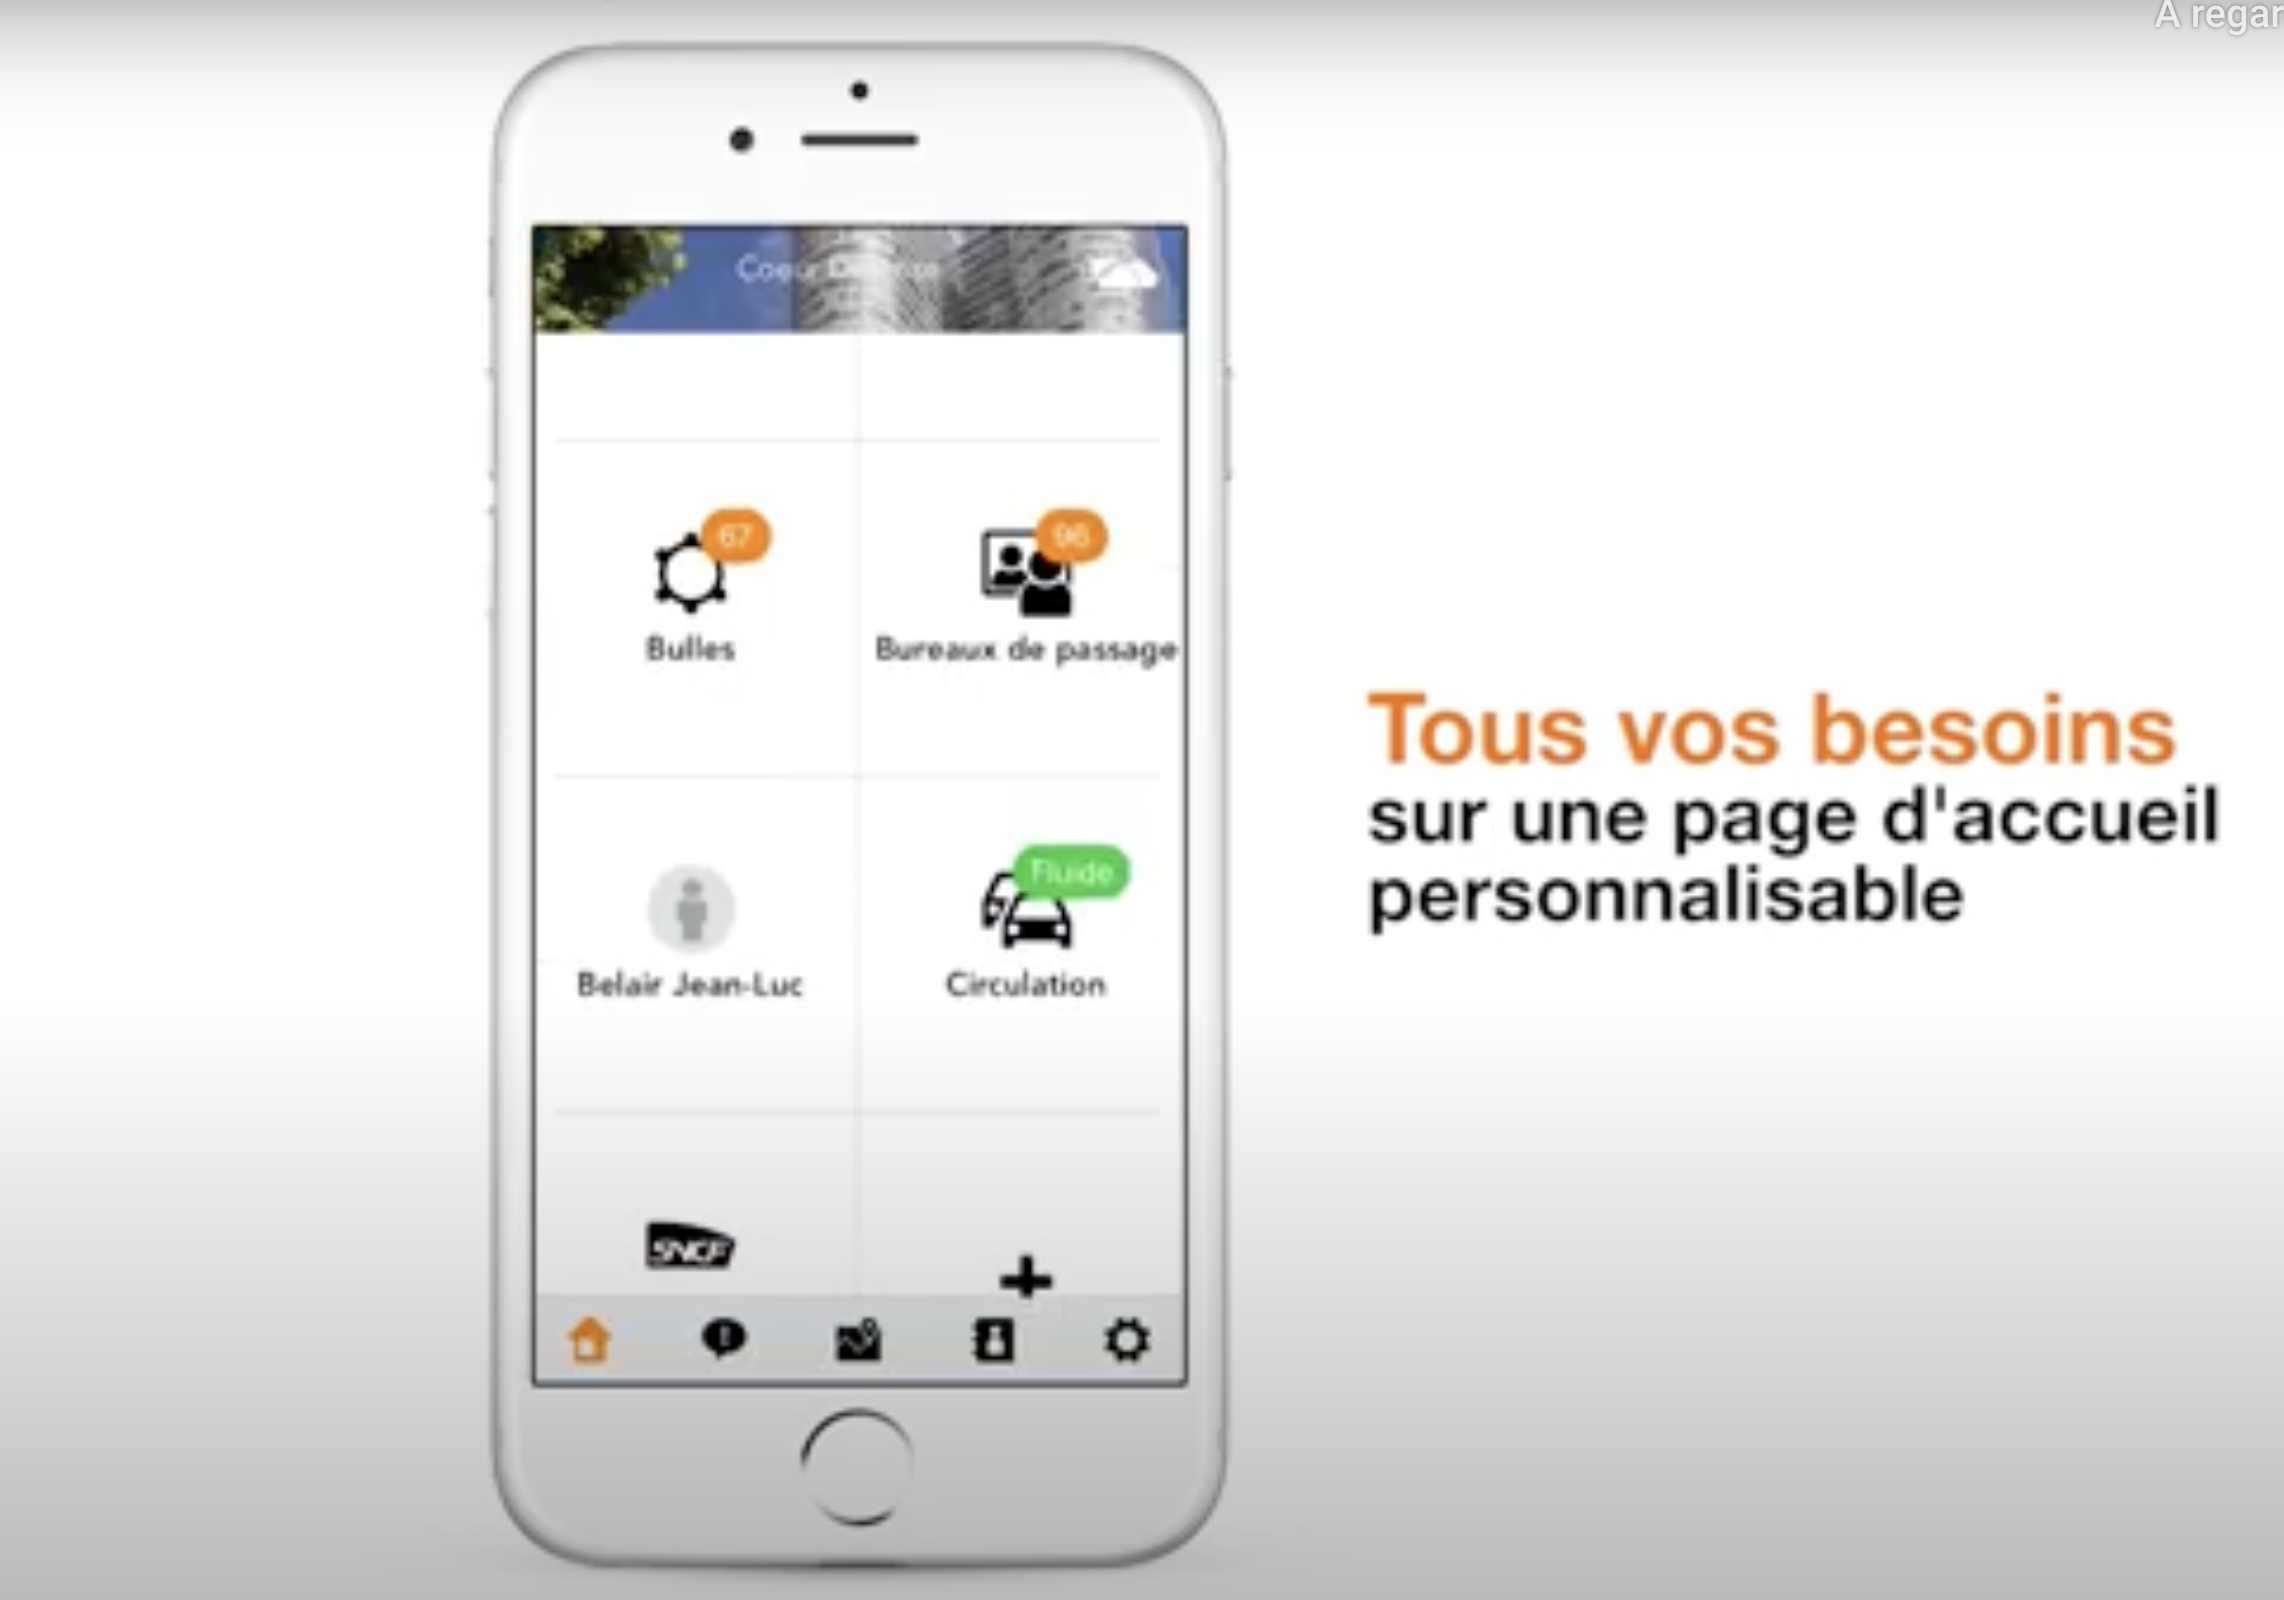 A regar
Coeur
67
96
Bulles
Bureaux de passage
Fluide
Belair Jean-Luc
Circulation
SNCF
Tous vos besoins
sur une page d'accueil
personnalisable